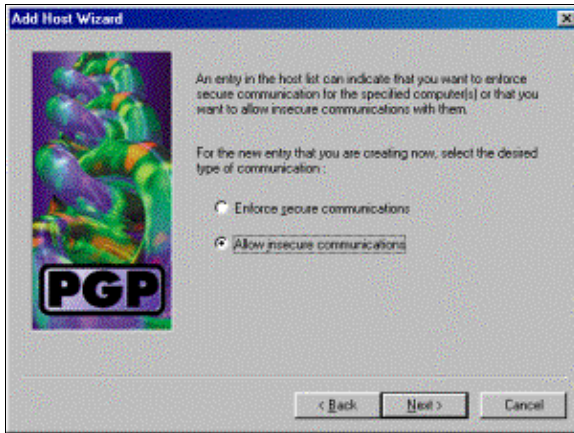 Add Host Wizard
An entry in the host list can indicate that you want to enforce
secure communication for the specified computer(s) or that you
want to allow insecure communications with them.
For the new entry that you are creating now, select the desired
type of communication :
Enforce secure communications
Allow insecure communications
PGP
< Back
Next >
Cancel